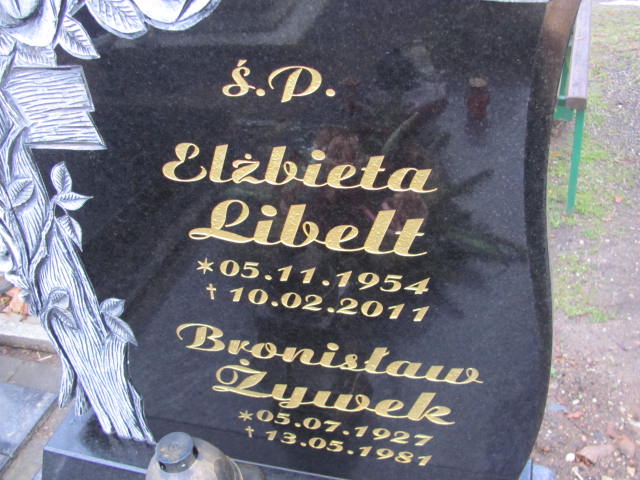 ś.P.
Elżbieta
Libelt
* 05.11.1954
† 10.02.2011
Bronisław
Żywek
* 05.07.1927
† 13.05.1981